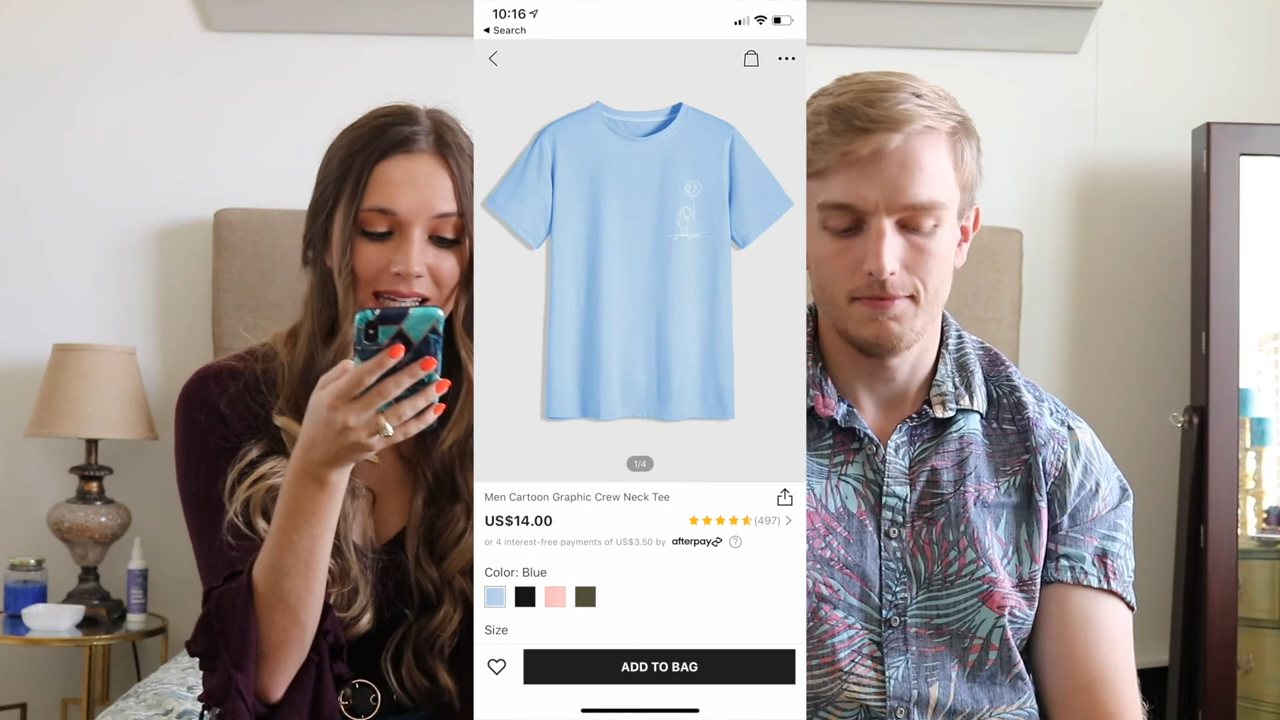 10:16
Search
1/4
Men Cartoon Graphic Crew Neck Tee
US$14.00
(497)
or 4 interest-free payments of US$3.50 by afterpay
?
Color: Blue
Size
ADD TO BAG